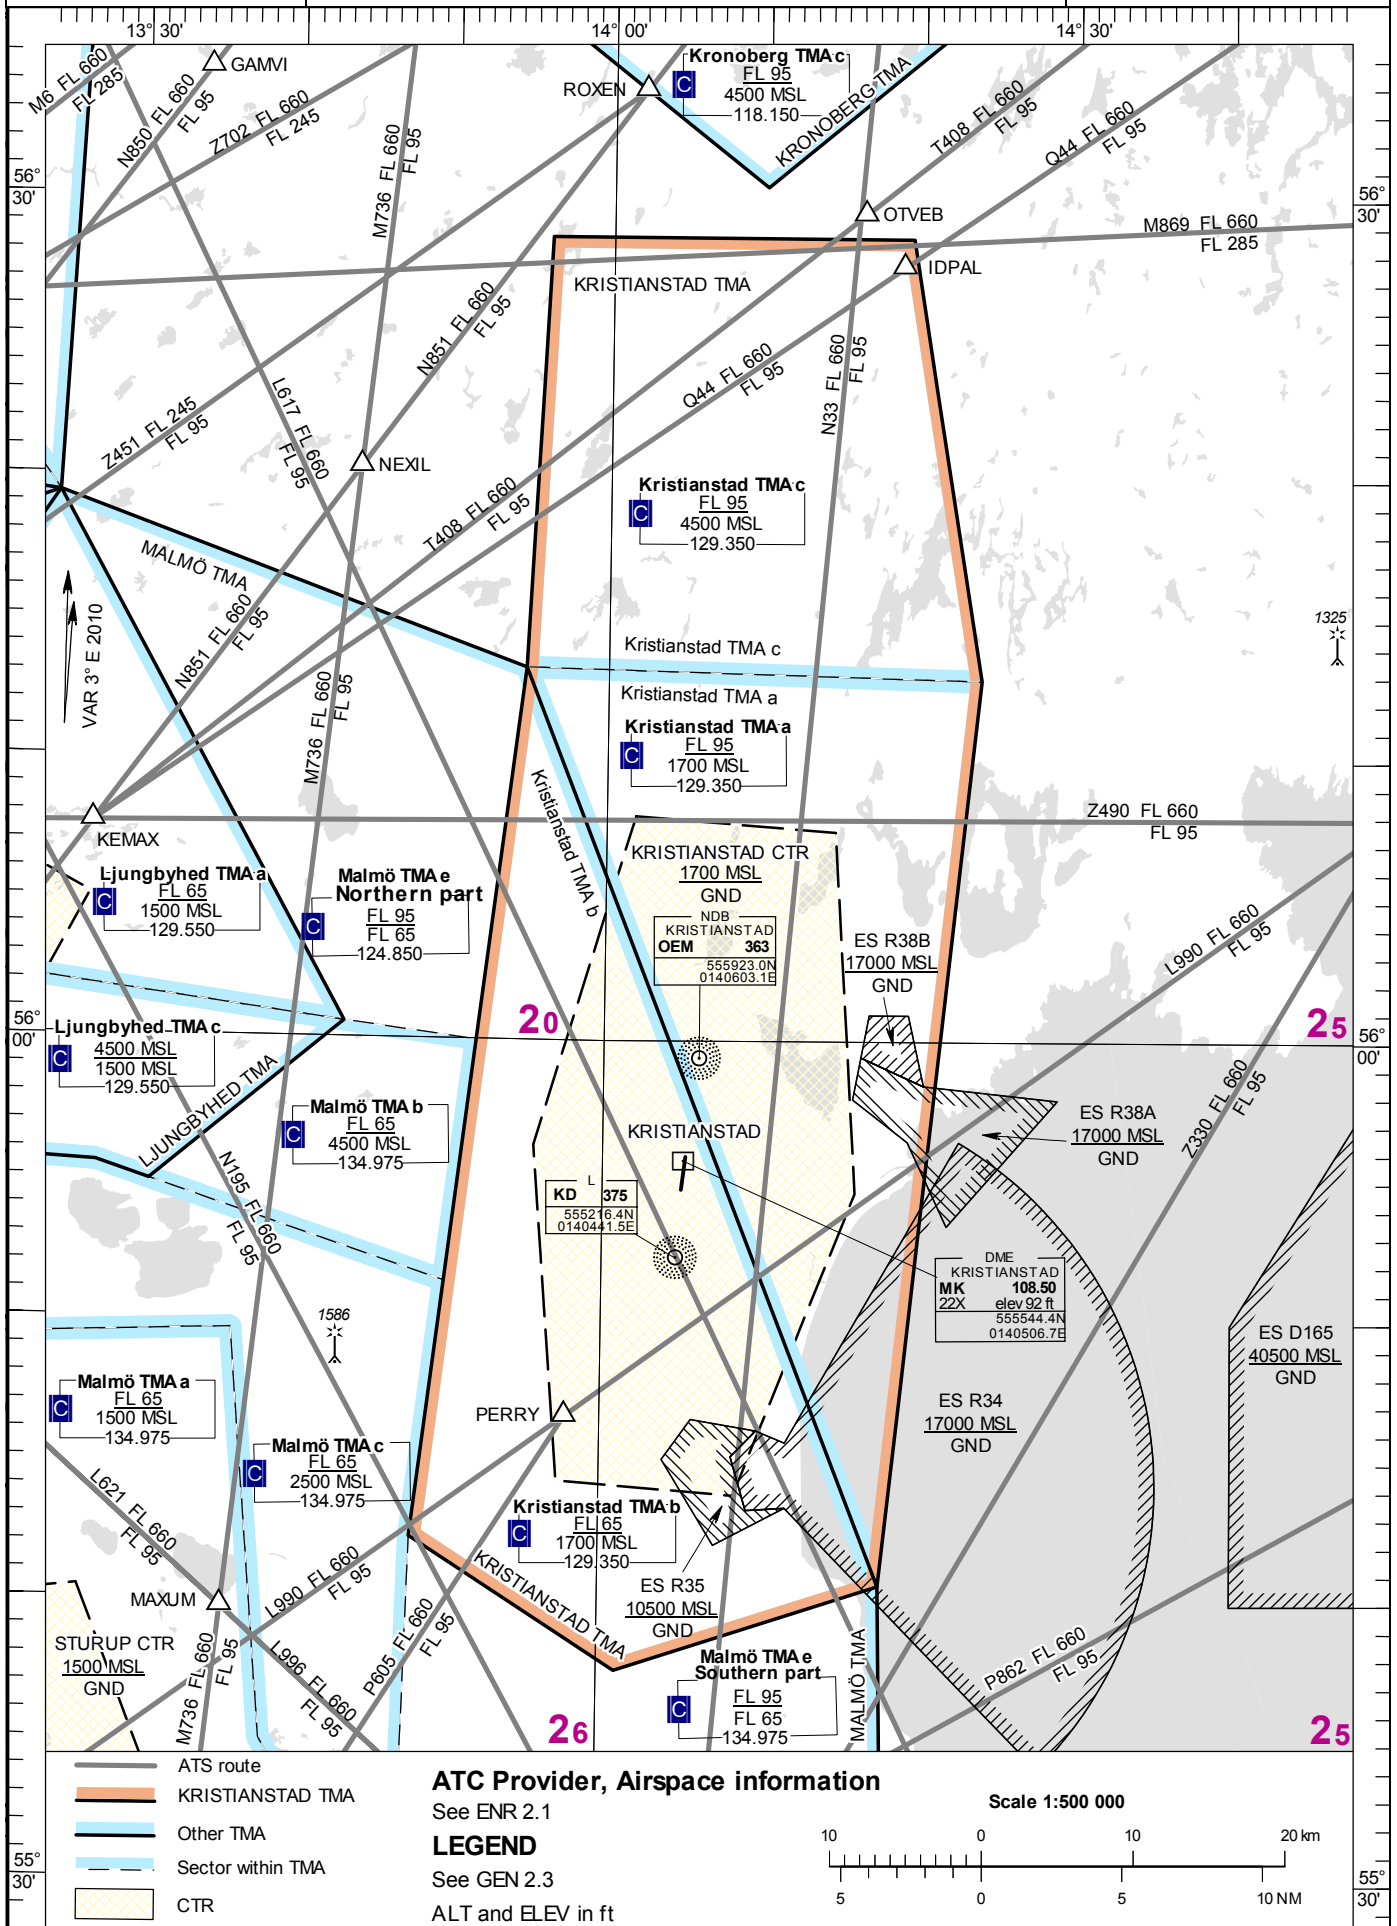 13°30'
14°00'
14°30'
M6 FL 660
FL 285
GAMVI
N850 FL 660
FL 95
Z702 FL 660
FL 245
M736 FL 660
FL 95
ROXEN
Kronoberg TMA c
C
FL 95
4500 MSL
118.150
KRONOBERG TMA
T408 FL 660
FL 95
Q44 FL 660
FL 95
56°
30'
56°
30'
OTVEB
M869 FL 660
FL 285
IDPAL
KRISTIANSTAD TMA
N851 FL 660
FL 95
Q44 FL 660
FL 95
N33 FL 660
FL 95
L617 FL 660
FL 95
Z451 FL 245
FL 95
NEXIL
T408 FL 660
FL 95
Kristianstad TMA c
C
FL 95
4500 MSL
129.350
MALMÖ TMA
VAR 3° E 2010
N851 FL 660
FL 95
M736 FL 660
FL 95
Kristianstad TMA c
Kristianstad TMA a
1325
Kristianstad TMA a
C
FL 95
1700 MSL
129.350
Kristianstad TMA b
KEMAX
Z490 FL 660
FL 95
Ljungbyhed TMA a
C
FL 65
1500 MSL
129.550
Malmö TMA e
Northern part
C
FL 95
FL 65
124.850
KRISTIANSTAD CTR
1700 MSL
GND
NDB
KRISTIANSTAD
OEM 363
555923.0N
0140603.1E
ES R38B
17000 MSL
GND
L990 FL 660
FL 95
20
25
Ljungbyhed TMA c
C
4500 MSL
1500 MSL
129.550
56°
00'
56°
00'
LJUNGBYHED TMA
Malmö TMA b
C
FL 65
4500 MSL
134.975
KRISTIANSTAD
ES R38A
17000 MSL
GND
Z330 FL 660
FL 95
N195 FL 660
FL 95
L
KD 375
555216.4N
0140441.5E
DME
KRISTIANSTAD
MK 108.50
22X elev 92 ft
555544.4N
0140506.7E
1586
ES D165
40500 MSL
GND
Malmö TMA a
C
FL 65
1500 MSL
134.975
PERRY
ES R34
17000 MSL
GND
Malmö TMA c
C
FL 65
2500 MSL
134.975
L621 FL 660
FL 95
Kristianstad TMA b
C
FL 65
1700 MSL
129.350
KRISTIANSTAD TMA
ES R35
10500 MSL
GND
MAXUM
L990 FL 660
FL 95
P605 FL 660
FL 95
STURUP CTR
1500 MSL
GND
M736 FL 660
FL 95
L996 FL 660
FL 95
Malmö TMA e
Southern part
C
FL 95
FL 65
134.975
MALMÖ TMA
P862 FL 660
FL 95
26
25
ATS route
KRISTIANSTAD TMA
Other TMA
Sector within TMA
CTR
ATC Provider, Airspace information
See ENR 2.1
LEGEND
See GEN 2.3
ALT and ELEV in ft
Scale 1:500 000
10 0 10 20 km
5 0 5 10 NM
55°
30'
55°
30'